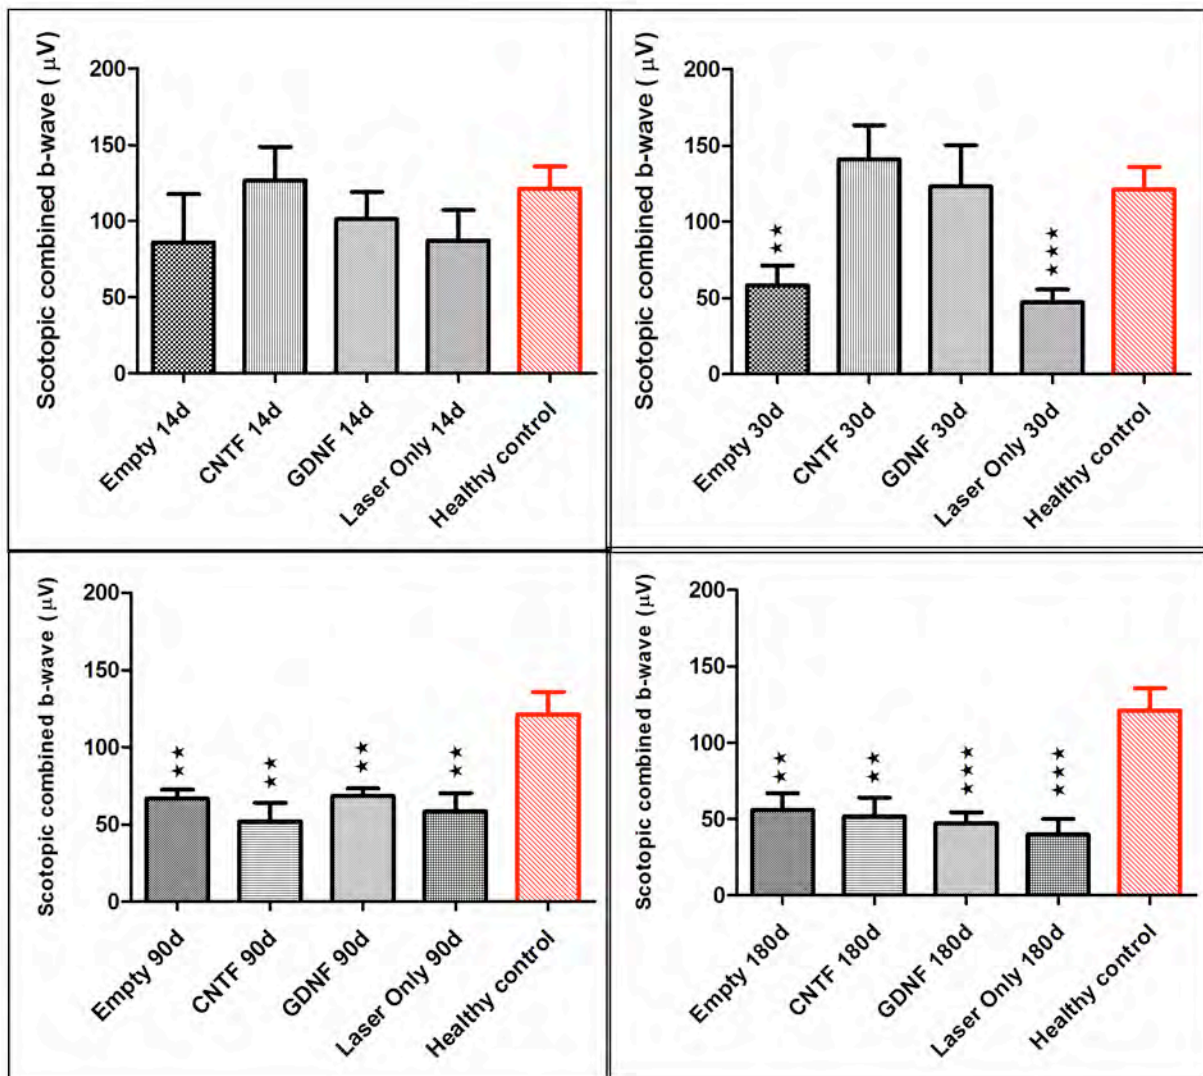 Scotopic combined b-wave ( μV)
200
150
100
50
0
Empty 14d
CNTF 14d
GDNF 14d
Laser Only 14d
Healthy control
Scotopic combined b-wave ( μV)
200
150
100
50
0
★★
★★★
Empty 30d
CNTF 30d
GDNF 30d
Laser Only 30d
Healthy control
Scotopic combined b-wave (μV)
200
150
100
50
0
★★
★★
★★
★★
Empty 90d
CNTF 90d
GDNF 90d
Laser Only 90d
Healthy control
Scotopic combined b-wave (μV)
200
150
100
50
0
★★
★★
★★★
★★★
Empty 180d
CNTF 180d
GDNF 180d
Laser Only 180d
Healthy control